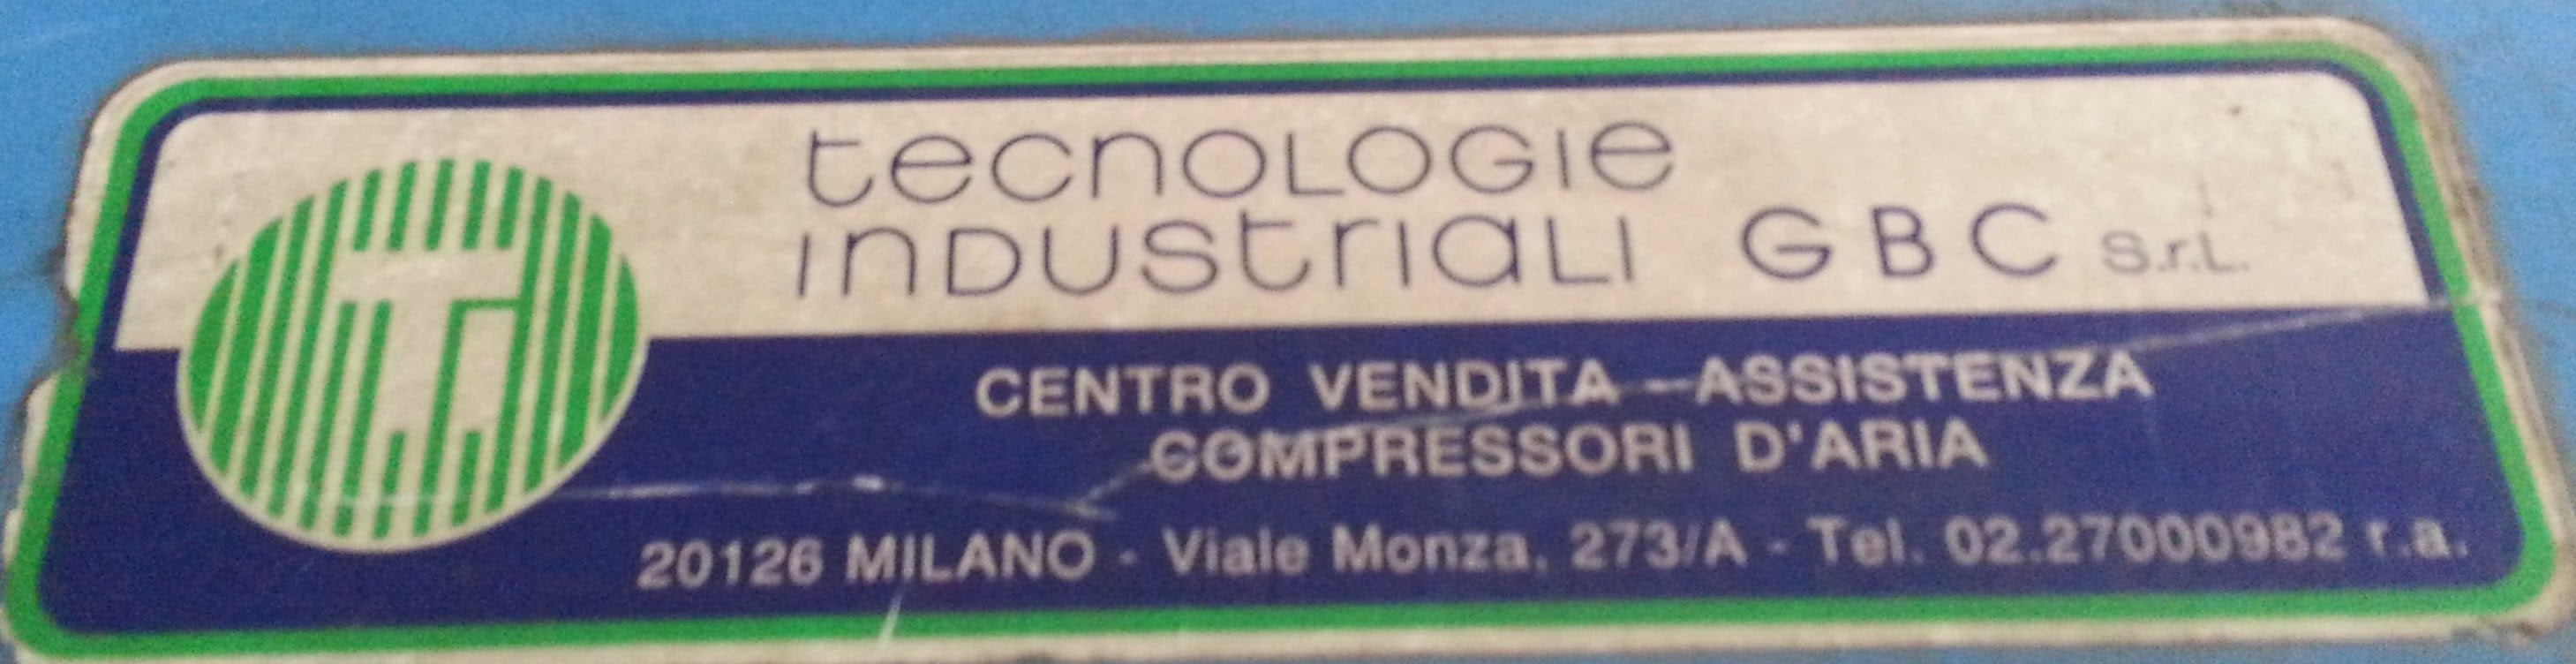 tecnologie
industriali GBC s.r.l.
CENTRO VENDITA - ASSISTENZA
COMPRESSORI D'ARIA
20126 MILANO - Viale Monza, 273/A - Tel. 02.27000982 r.a.